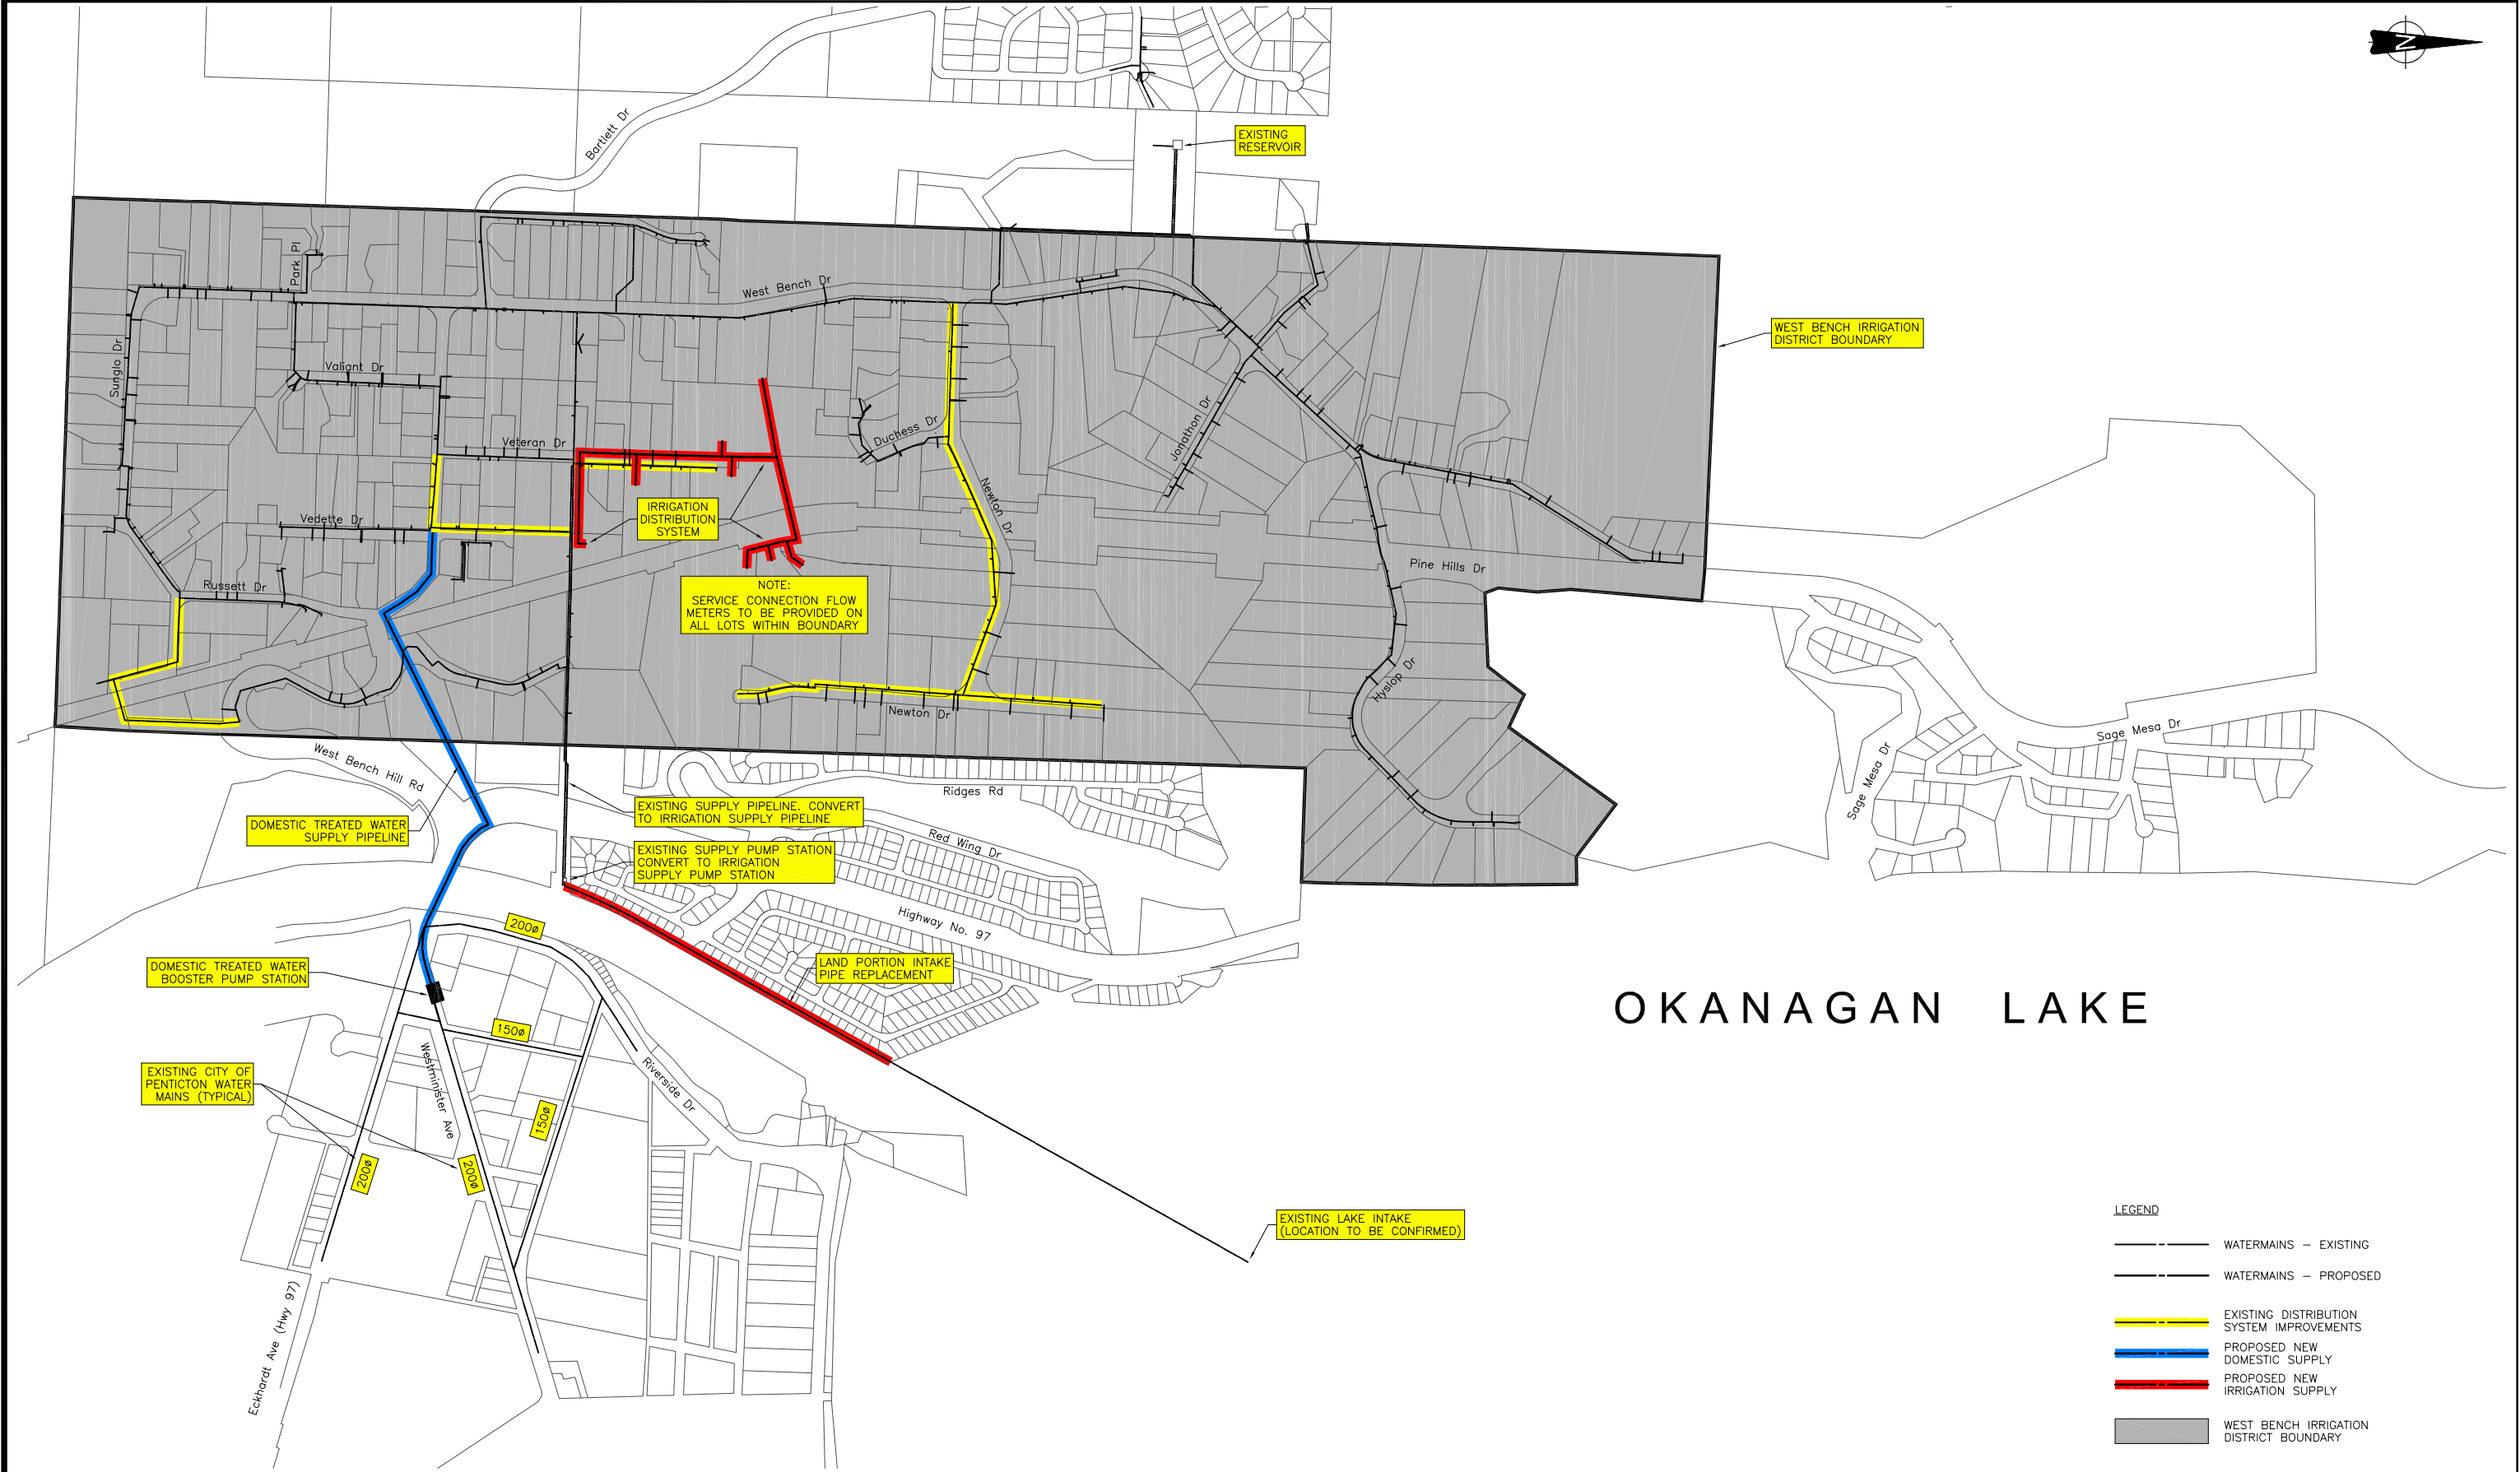 N
Bartlett Dr
EXISTING
RESERVOIR
Park Pl
West Bench Dr
WEST BENCH IRRIGATION
DISTRICT BOUNDARY
Sunglo Dr
Valiant Dr
Veteran Dr
Duchess Dr
Jonathon Dr
Newton Dr
Vedette Dr
IRRIGATION
DISTRIBUTION
SYSTEM
Russett Dr
Pine Hills Dr
NOTE:
SERVICE CONNECTION FLOW
METERS TO BE PROVIDED ON
ALL LOTS WITHIN BOUNDARY
Hyslop Dr
Newton Dr
Sage Mesa Dr
Sage Mesa Dr
West Bench Hill Rd
Ridges Rd
EXISTING SUPPLY PIPELINE. CONVERT
TO IRRIGATION SUPPLY PIPELINE
DOMESTIC TREATED WATER
SUPPLY PIPELINE
Red Wing Dr
EXISTING SUPPLY PUMP STATION
CONVERT TO IRRIGATION
SUPPLY PUMP STATION
Highway No. 97
200ø
LAND PORTION INTAKE
PIPE REPLACEMENT
DOMESTIC TREATED WATER
BOOSTER PUMP STATION
OKANAGAN LAKE
150ø
Westminister Ave
Riverside Dr
EXISTING CITY OF
PENTICTON WATER
MAINS (TYPICAL)
150ø
200ø
200ø
EXISTING LAKE INTAKE
(LOCATION TO BE CONFIRMED)
Eckhardt Ave (Hwy 97)
LEGEND
WATERMAINS – EXISTING
WATERMAINS – PROPOSED
EXISTING DISTRIBUTION
SYSTEM IMPROVEMENTS
PROPOSED NEW
DOMESTIC SUPPLY
PROPOSED NEW
IRRIGATION SUPPLY
WEST BENCH IRRIGATION
DISTRICT BOUNDARY